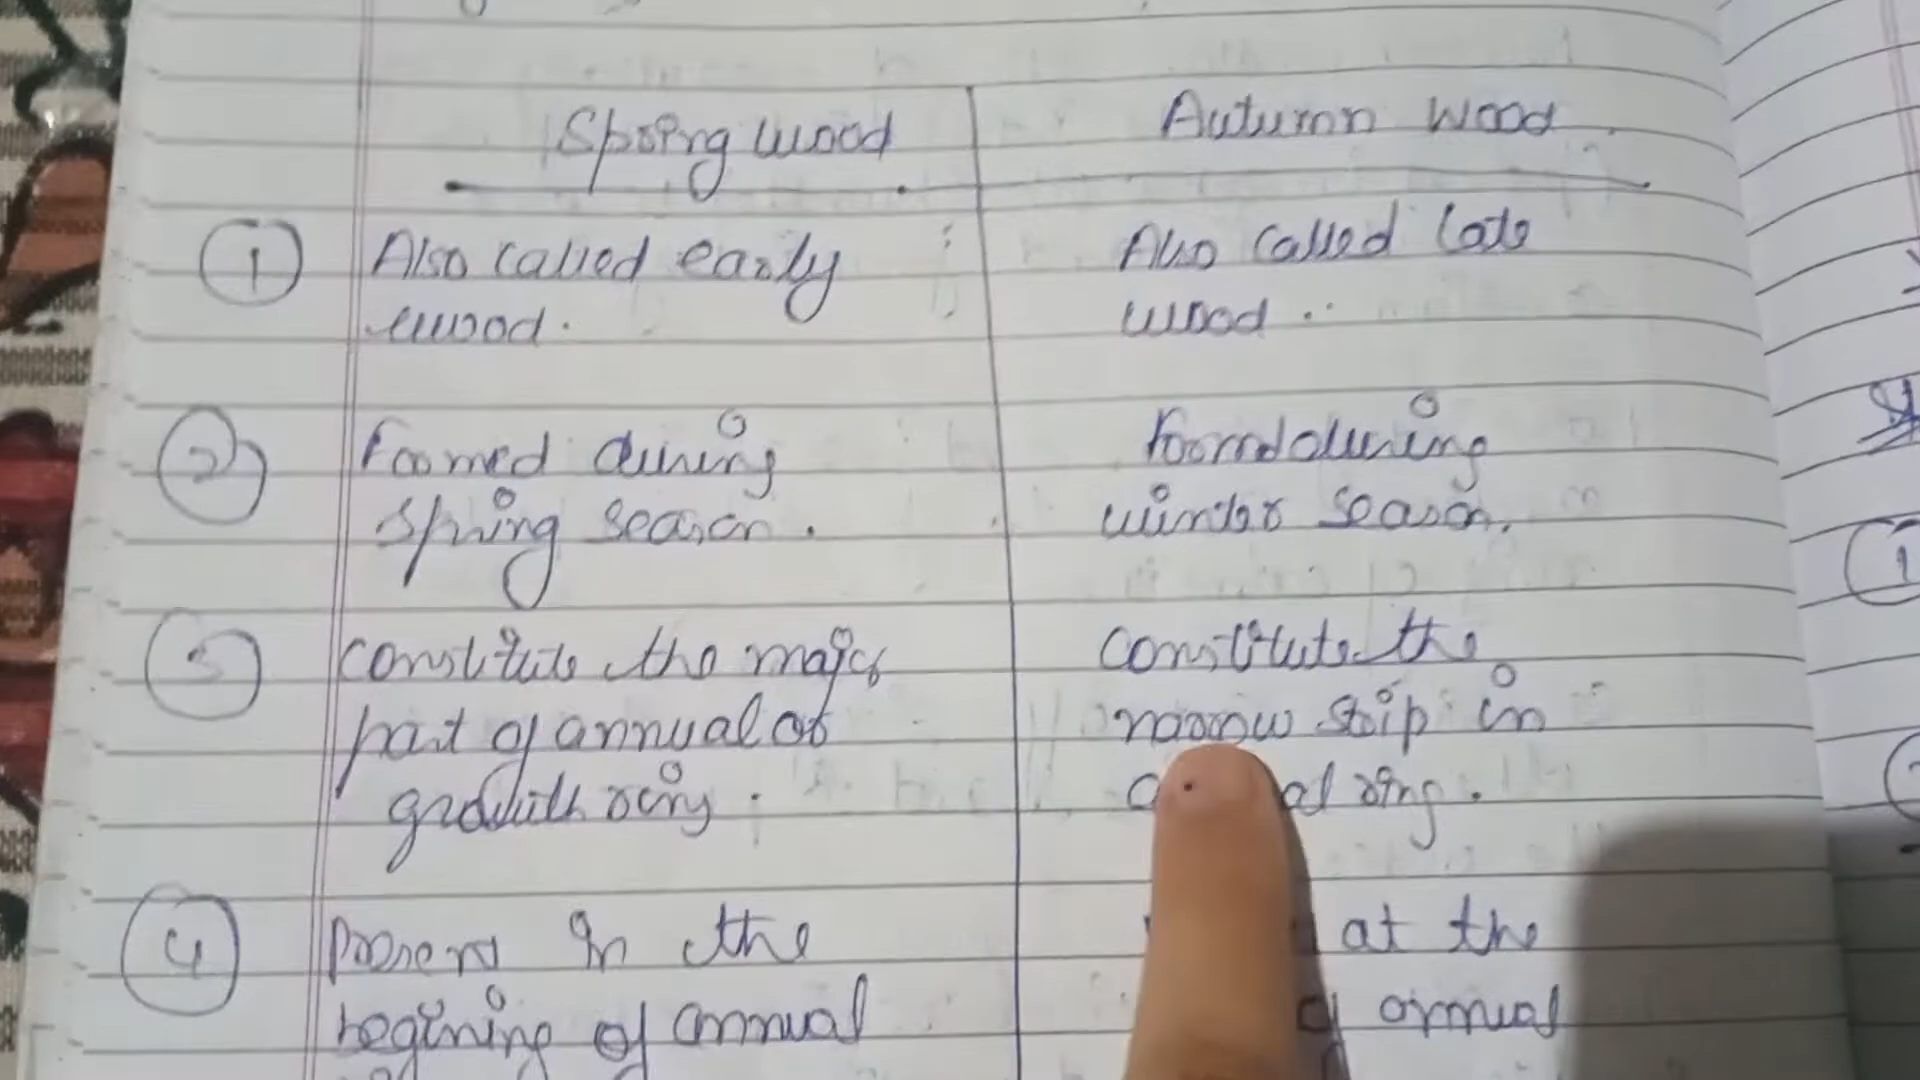 Spring wood | Autumn wood
① Also called early | Also called late
wood. | wood.
② Formed during | Formed during
spring season. | winter season.
③ constitute the major | constitute the
part of annual or | narrow strip in
growth ring. | al ring.
④ present in the | at the
begining of annual | of annual